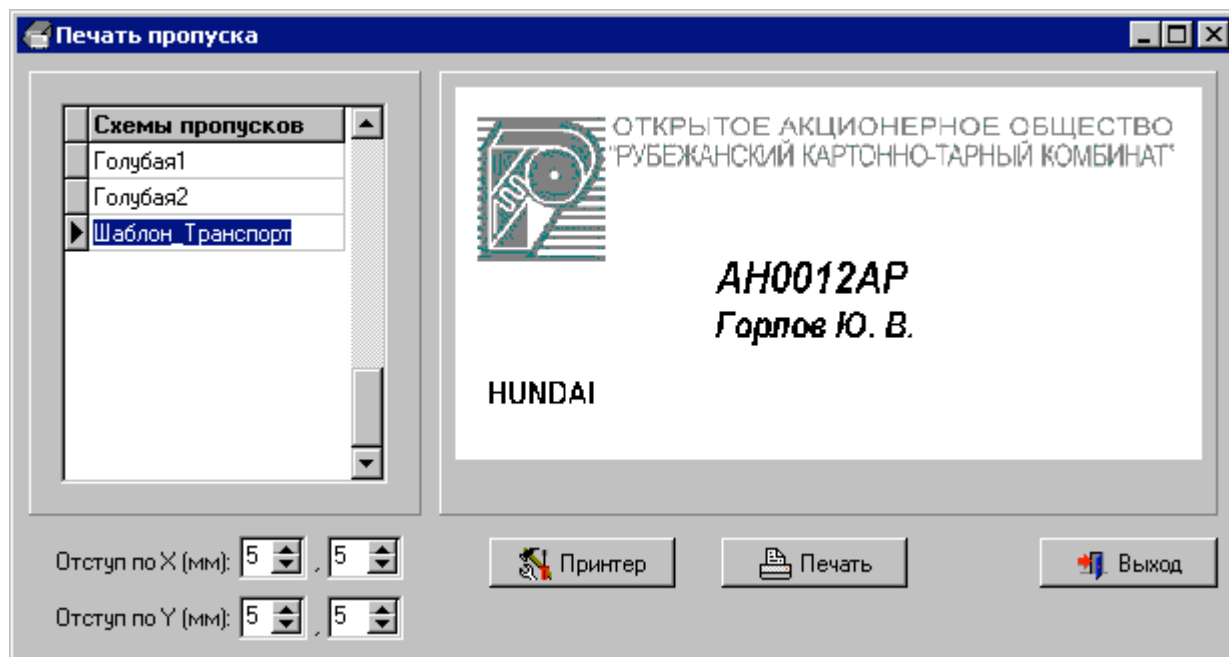 Печать пропуска
Схемы пропусков
Голубая1
Голубая2
Шаблон_Транспорт
ОТКРЫТОЕ АКЦИОНЕРНОЕ ОБЩЕСТВО
"РУБЕЖАНСКИЙ КАРТОННО-ТАРНЫЙ КОМБИНАТ"
АН0012АР
Горлов Ю. В.
HUNDAI
Отступ по X (мм): 5 , 5
Отступ по Y (мм): 5 , 5
Принтер
Печать
Выход